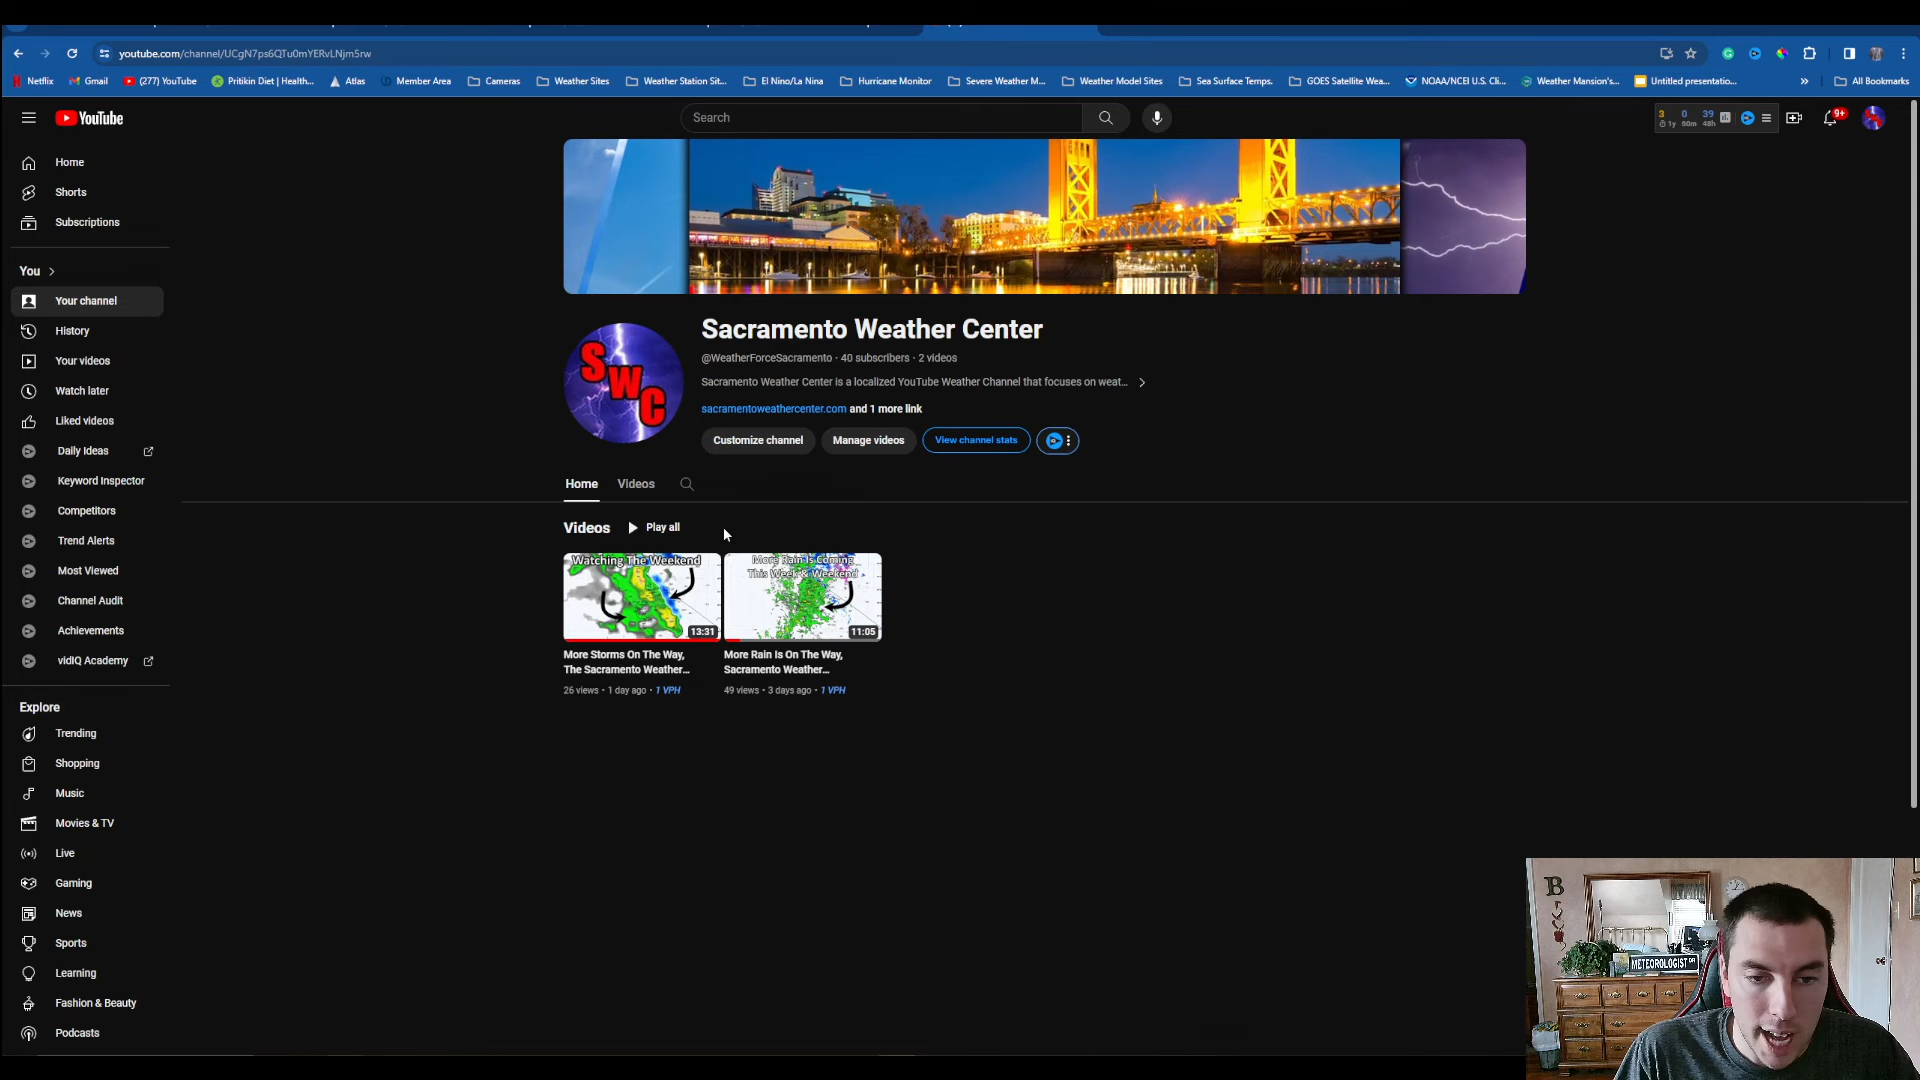 youtube.com/channel/UCgN7ps6QTu0mYERvLNjm5rw
Netflix Gmail (277) YouTube Pritikin Diet | Health... Atlas Member Area Cameras Weather Sites Weather Station Sit... El Nino/La Nina Hurricane Monitor Severe Weather M... Weather Model Sites Sea Surface Temps. GOES Satellite Wea... NOAA/NCEI U.S. Cli... Weather Mansion's... Untitled presentatio... » All Bookmarks
YouTube
Search
3 0 39
1y 60m 48h
9+
Home
Shorts
Subscriptions
You
Your channel
History
Your videos
Watch later
Liked videos
Daily Ideas
Keyword Inspector
Competitors
Trend Alerts
Most Viewed
Channel Audit
Achievements
vidIQ Academy
Explore
Trending
Shopping
Music
Movies & TV
Live
Gaming
News
Sports
Learning
Fashion & Beauty
Podcasts
SWC
Sacramento Weather Center
@WeatherForceSacramento · 40 subscribers · 2 videos
Sacramento Weather Center is a localized YouTube Weather Channel that focuses on weat...
sacramentoweathercenter.com and 1 more link
Customize channel Manage videos View channel stats
Home Videos
Videos Play all
Watching The Weekend
13:31
More Storms On The Way,
The Sacramento Weather...
26 views • 1 day ago • 1 VPH
More Rain Is Coming
This Week & Weekend
11:05
More Rain Is On The Way,
Sacramento Weather...
49 views • 3 days ago • 1 VPH
B
METEOROLOGIST DR